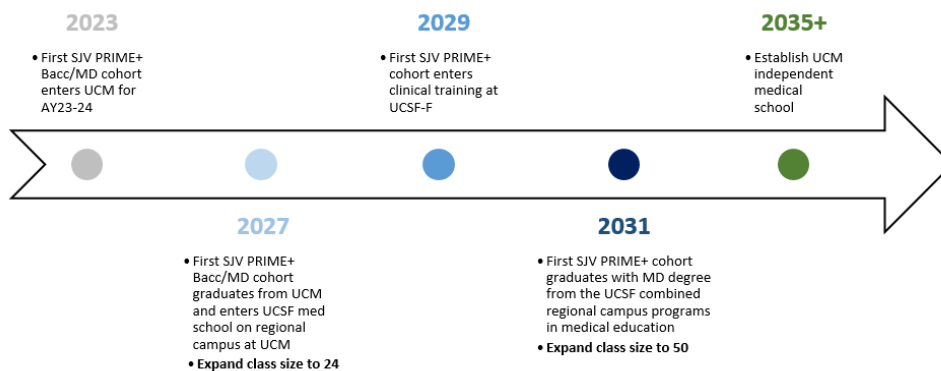 2023
• First SJV PRIME+
Bacc/MD cohort
enters UCM for
AY23-24
2029
• First SJV PRIME+
cohort enters
clinical training at
UCSF-F
2035+
• Establish UCM
independent
medical
school
2027
• First SJV PRIME+
Bacc/MD cohort
graduates from UCM
and enters UCSF med
school on regional
campus at UCM
• Expand class size to 24
2031
• First SJV PRIME+ cohort
graduates with MD degree
from the UCSF combined
regional campus programs
in medical education
• Expand class size to 50